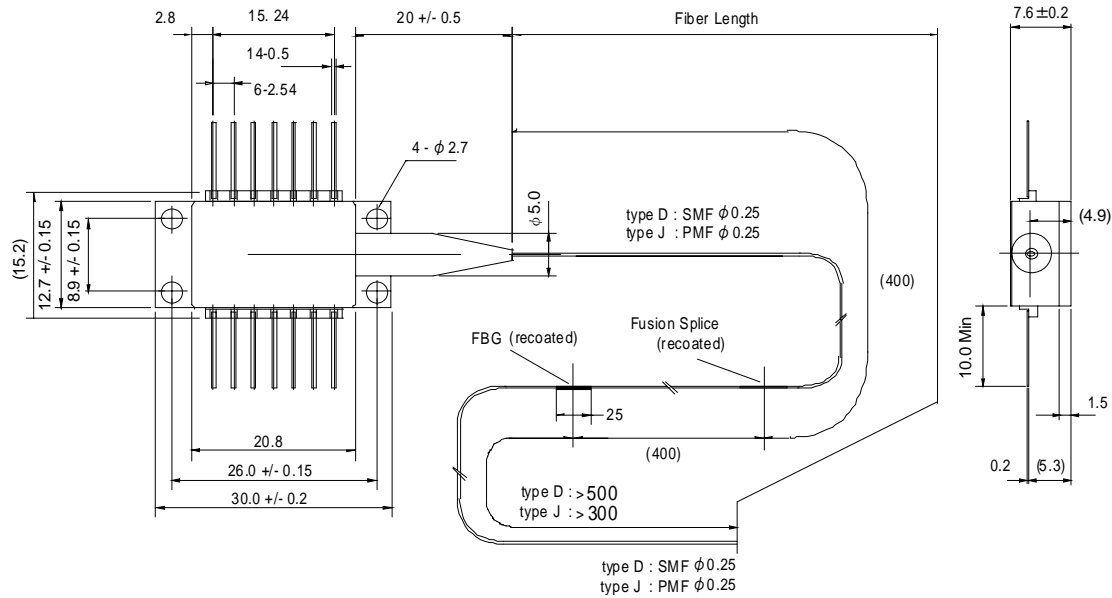 2.8
15. 24
20 +/- 0.5
Fiber Length
7.6±0.2
14-0.5
6-2.54
4 - ϕ 2.7
(15.2)
12.7 +/- 0.15
8.9 +/- 0.15
ϕ 5.0
type D : SMF ϕ 0.25
type J : PMF ϕ 0.25
(4.9)
(400)
FBG (recoated)
Fusion Splice
(recoated)
10.0 Min
25
1.5
20.8
(400)
26.0 +/- 0.15
0.2
(5.3)
30.0 +/- 0.2
type D : >500
type J : >300
type D : SMF ϕ 0.25
type J : PMF ϕ 0.25